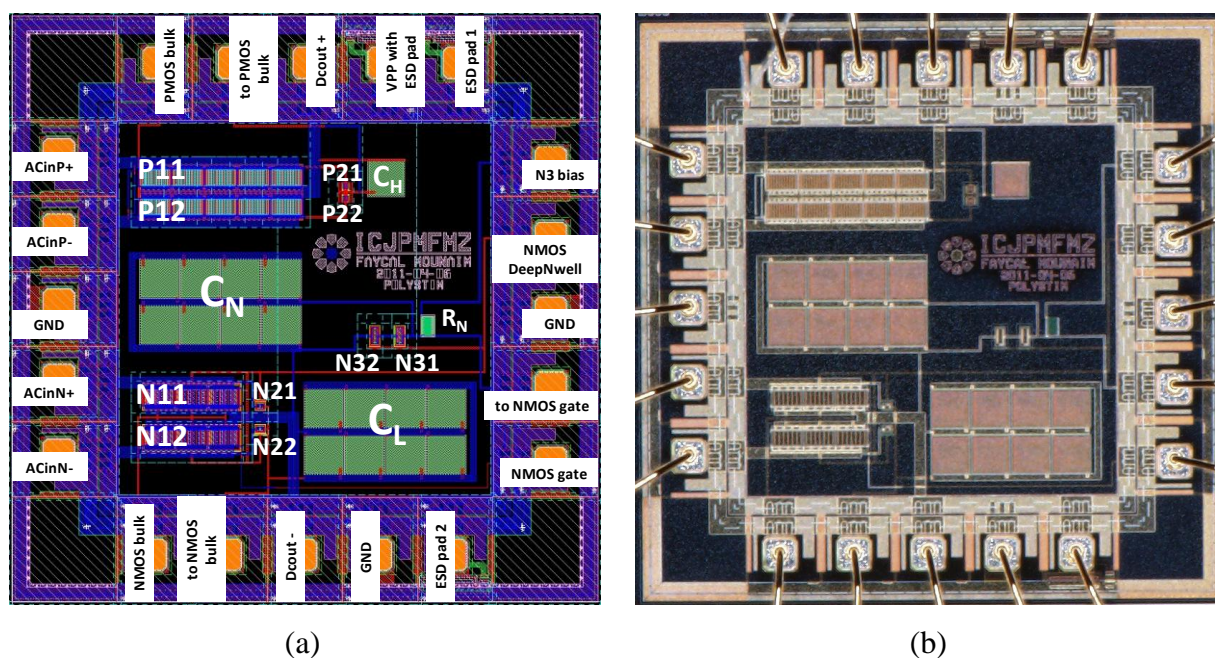 PMOS bulk
to PMOS bulk
Dcout +
VPP with ESD pad
ESD pad 1
ACinP+
ACinP-
GND
ACinN+
ACinN-
N3 bias
NMOS DeepNwell
GND
to NMOS gate
NMOS gate
P11
P12
P21
P22
CH
ICJPMFMZ
FAYCAL MOUNAIM
2011-04-06
POLYSTIM
CN
RN
N32
N31
N11
N12
N21
N22
CL
NMOS bulk
to NMOS bulk
Dcout -
GND
ESD pad 2
ICJPMFMZ
FAYCAL MOUNAIM
2011-04-06
POLYSTIM
(a)
(b)